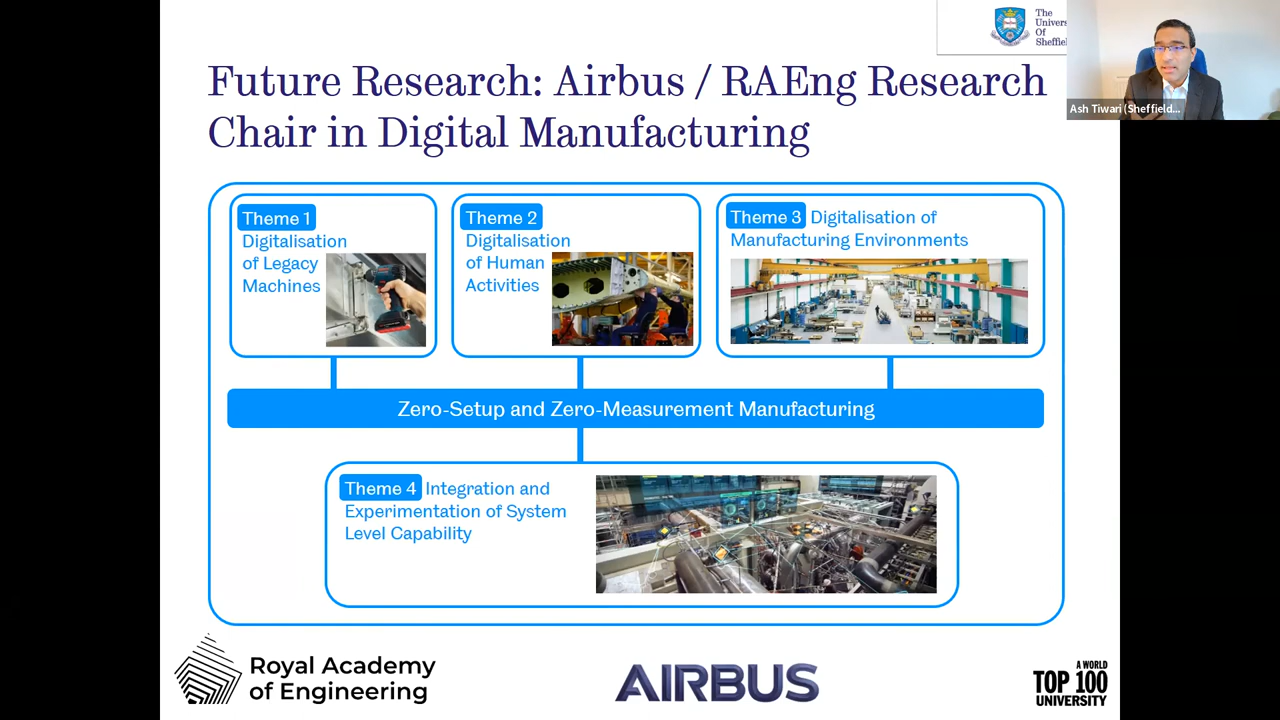 The
Of
Future Research: Airbus / RAEng Research
Chair in Digital Manufacturing
Ash Tiwari (Sheffield...
Theme 1
Digitalisation
of Legacy
Machines
Theme 2
Digitalisation
of Human
Activities
Theme 3 Digitalisation of
Manufacturing Environments
Zero-Setup and Zero-Measurement Manufacturing
Theme 4 Integration and
Experimentation of System
Level Capability
Royal Academy
of Engineering
AIRBUS
A WORLD
TOP 100
UNIVERSITY